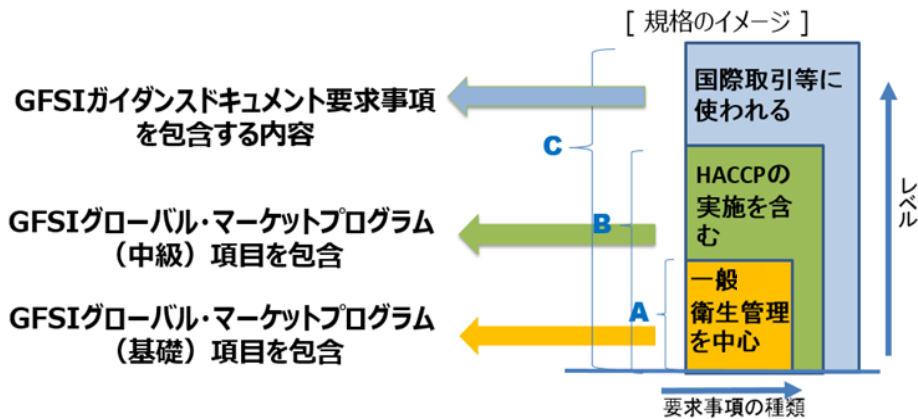 [ 規格のイメージ ]
GFSIガイダンスドキュメント要求事項
を包含する内容
国際取引等に
使われる
C
GFSIグローバル・マーケットプログラム
（中級）項目を包含
B
HACCPの
実施を含
む
レベル
GFSIグローバル・マーケットプログラム
（基礎）項目を包含
A
一般
衛生管理
を中心
要求事項の種類